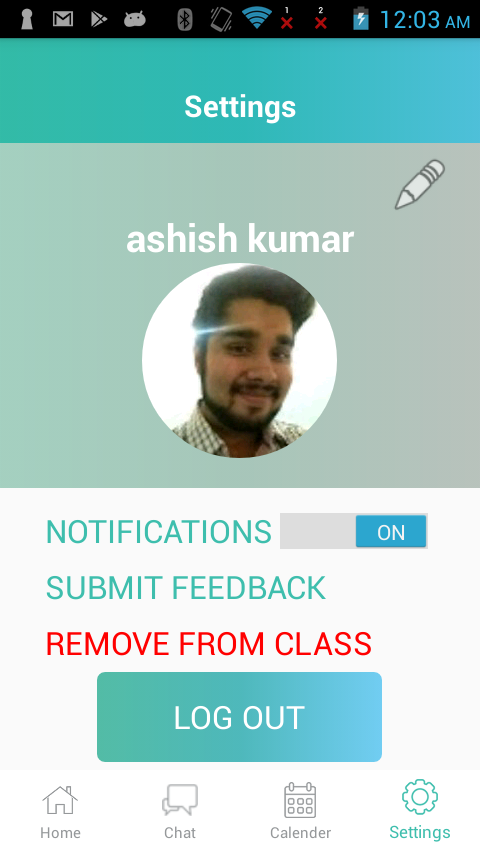 1 2 12:03 AM
Settings
ashish kumar
NOTIFICATIONS ON
SUBMIT FEEDBACK
REMOVE FROM CLASS
LOG OUT
Home Chat Calender Settings